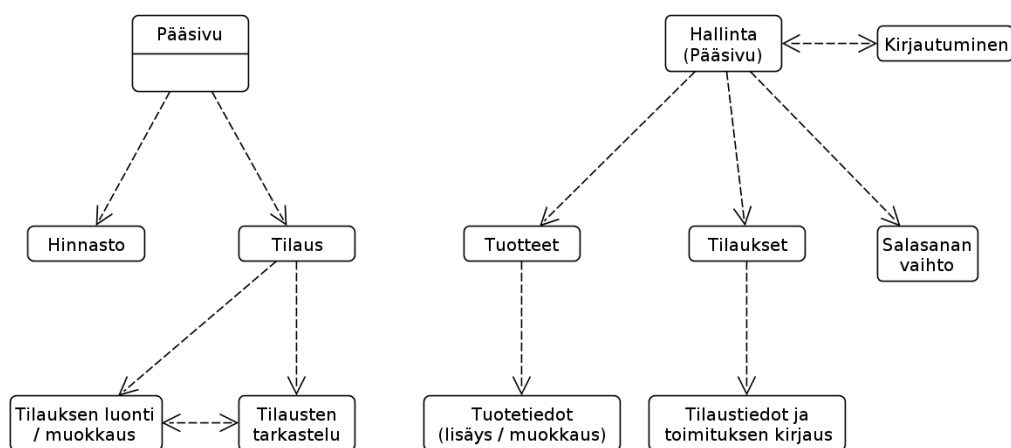 Pääsivu
Hallinta
(Pääsivu)
Kirjautuminen
Hinnasto
Tilaus
Tuotteet
Tilaukset
Salasanan
vaihto
Tilauksen luonti
/ muokkaus
Tilausten
tarkastelu
Tuotetiedot
(lisäys / muokkaus)
Tilaustiedot ja
toimituksen kirjaus